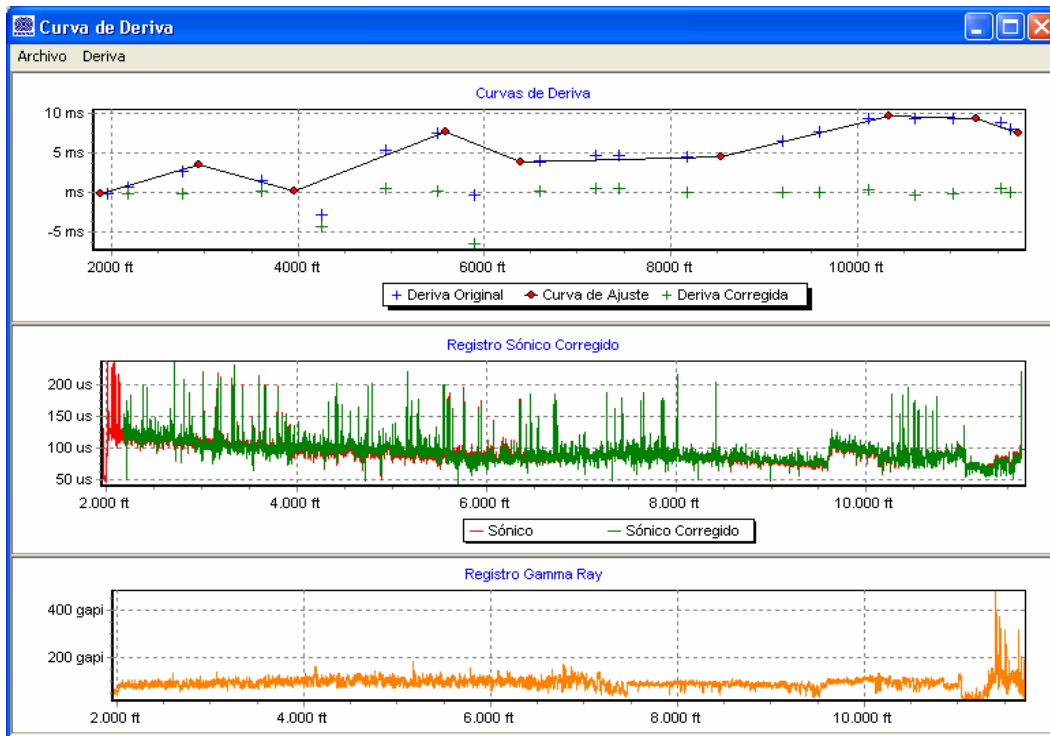 Curva de Deriva
Archivo Deriva
Curvas de Deriva
10 ms
5 ms
ms
-5 ms
2000 ft 4000 ft 6000 ft 8000 ft 10000 ft
Deriva Original Curva de Ajuste Deriva Corregida
Registro Sónico Corregido
200 us
150 us
100 us
50 us
2.000 ft 4.000 ft 6.000 ft 8.000 ft 10.000 ft
Sónico Sónico Corregido
Registro Gamma Ray
400 gapi
200 gapi
2.000 ft 4.000 ft 6.000 ft 8.000 ft 10.000 ft